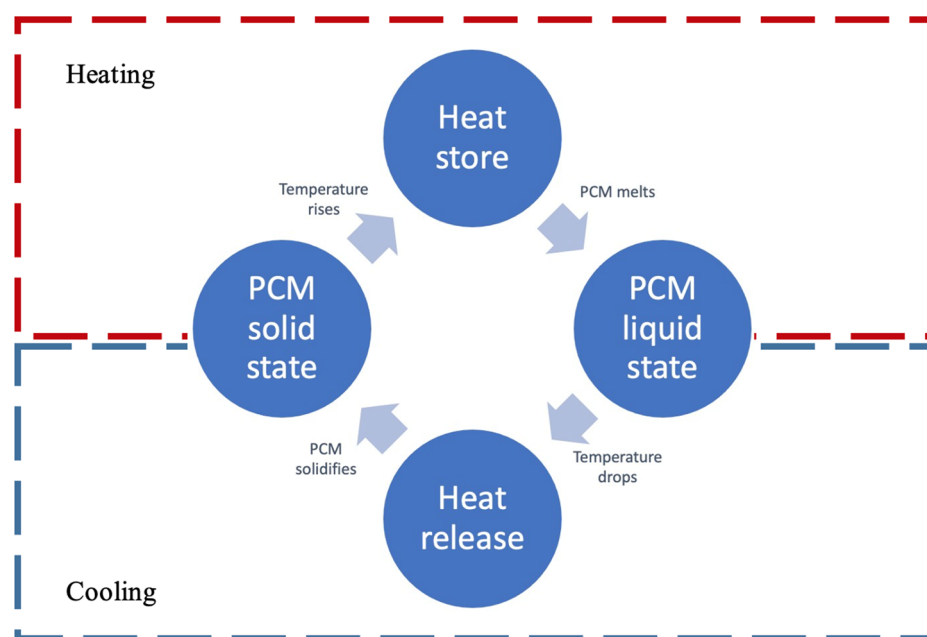 Heating
Heat
store
Temperature
rises
PCM melts
PCM
solid
state
PCM
liquid
state
PCM
solidifies
Temperature
drops
Heat
release
Cooling